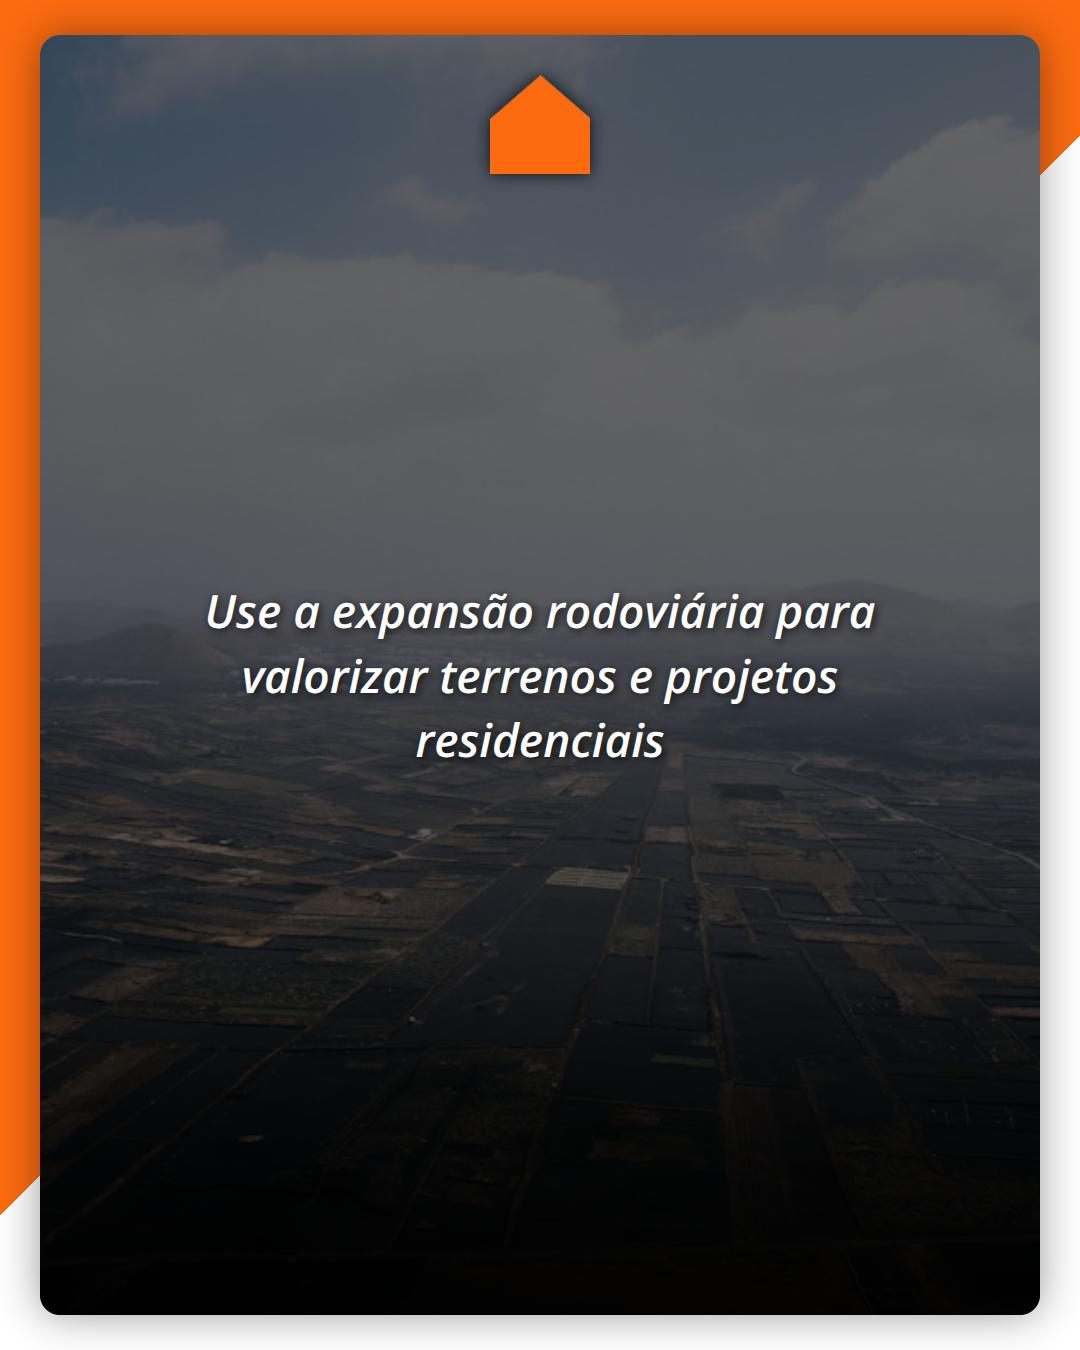 Use a expansão rodoviária para
valorizar terrenos e projetos
residenciais